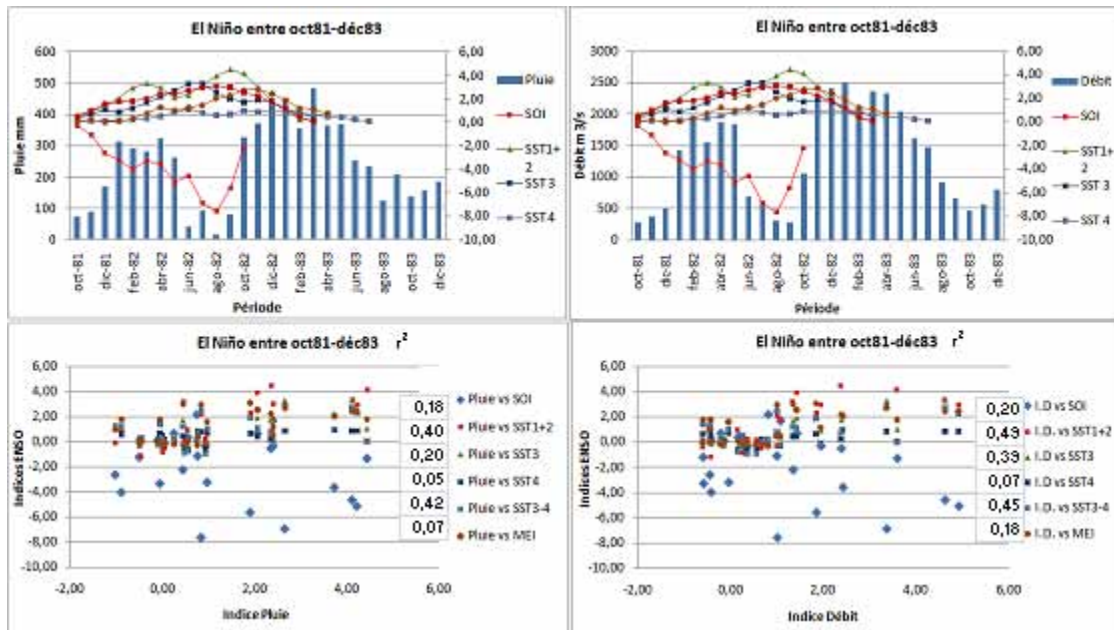 El Niño entre oct81-déc83
600
500
400
300
200
100
0
Pluie mm
6,00
4,00
2,00
0,00
-2,00
-4,00
-6,00
-8,00
-10,00
Pluie
SOI
SST1+2
SST 3
SST 4
oct-81
dic-81
feb-82
abr-82
jun-82
ago-82
oct-82
dic-82
feb-83
abr-83
jun-83
ago-83
oct-83
dic-83
Période
El Niño entre oct81-déc83
3000
2500
2000
1500
1000
500
0
Débit m 3/s
6,00
4,00
2,00
0,00
-2,00
-4,00
-6,00
-8,00
-10,00
Débit
SOI
SST1+2
SST 3
SST 4
oct-81
dic-81
feb-82
abr-82
jun-82
ago-82
oct-82
dic-82
feb-83
abr-83
jun-83
ago-83
oct-83
dic-83
Période
El Niño entre oct81-déc83 r²
6,00
4,00
2,00
0,00
-2,00
-4,00
-6,00
-8,00
-10,00
Indices ENSO
-2,00 0,00 2,00 4,00 6,00
Indice Pluie
0,18
0,40
0,20
0,05
0,42
0,07
Pluie vs SOI
Pluie vs SST1+2
Pluie vs SST3
Pluie vs SST4
Pluie vs SST3-4
Pluie vs MEI
El Niño entre oct81-déc83 r²
6,00
4,00
2,00
0,00
-2,00
-4,00
-6,00
-8,00
-10,00
Indices ENSO
-2,00 0,00 2,00 4,00 6,00
Indice Débit
0,20
0,49
0,39
0,07
0,45
0,18
I.D vs SOI
I.D. vs SST1+2
I.D. vs SST3
I.D. vs SST4
I.D. vs SST3-4
I.D. vs MEI